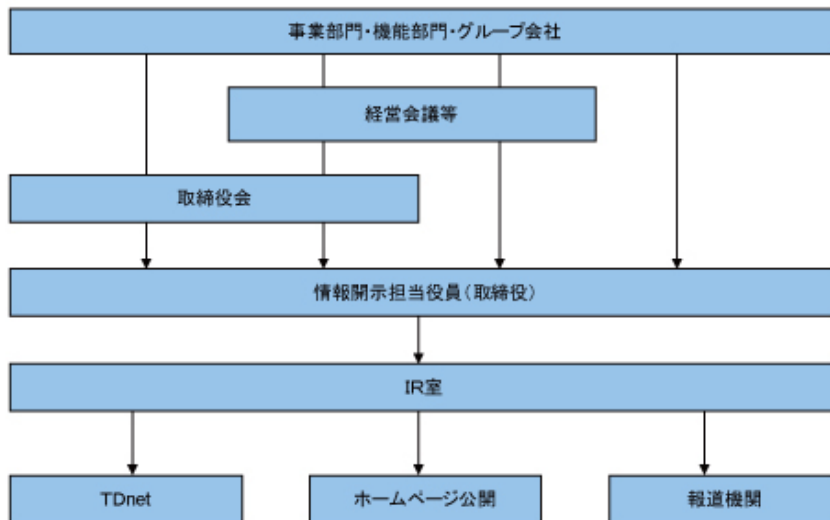 事業部門・機能部門・グループ会社
経営会議等
取締役会
情報開示担当役員(取締役)
IR室
TDnet
ホームページ公開
報道機関